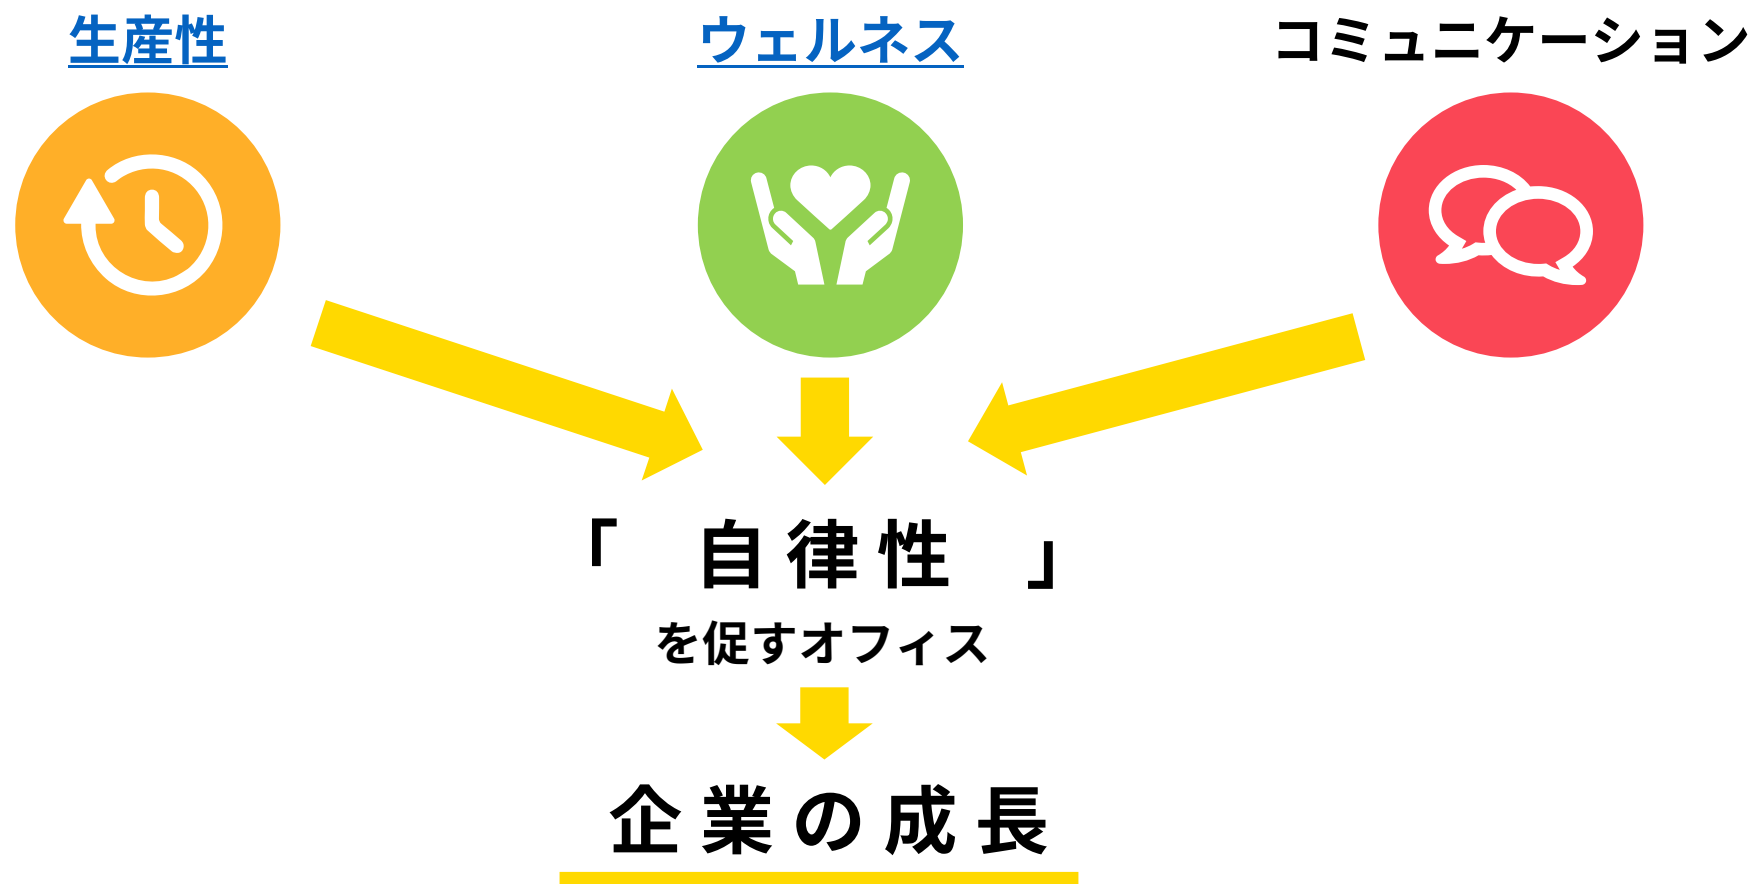 生産性
ウェルネス
コミュニケーション
「 自律性 」
を促すオフィス
企業の成長